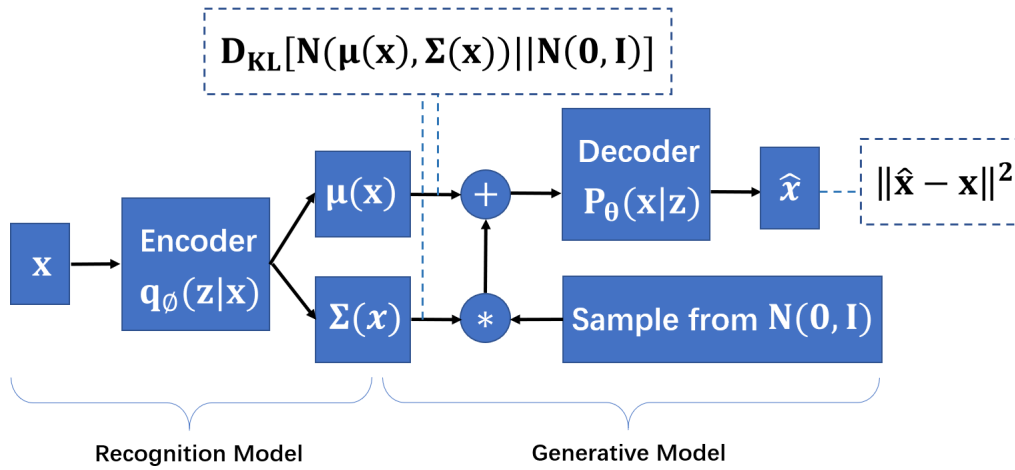 D_KL[N(μ(x), Σ(x))||N(0, I)]
x
Encoder
q_∅(z|x)
μ(x)
Σ(x)
+
*
Decoder
P_θ(x|z)
Sample from N(0, I)
x̂
‖x̂ − x‖²
Recognition Model
Generative Model